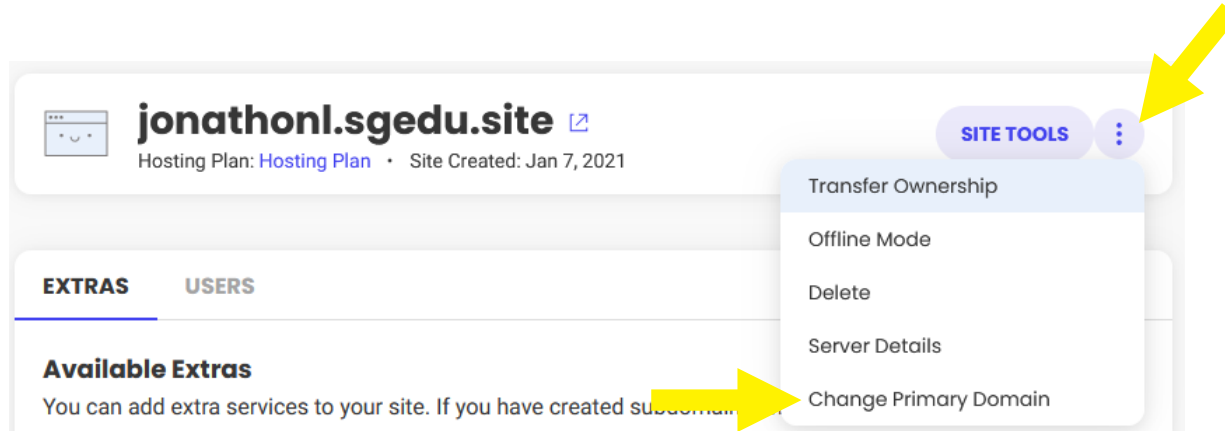 jonathonl.sgedu.site
SITE TOOLS
Hosting Plan: Hosting Plan • Site Created: Jan 7, 2021
Transfer Ownership
Offline Mode
Delete
Server Details
Change Primary Domain
EXTRAS USERS
Available Extras
You can add extra services to your site. If you have created